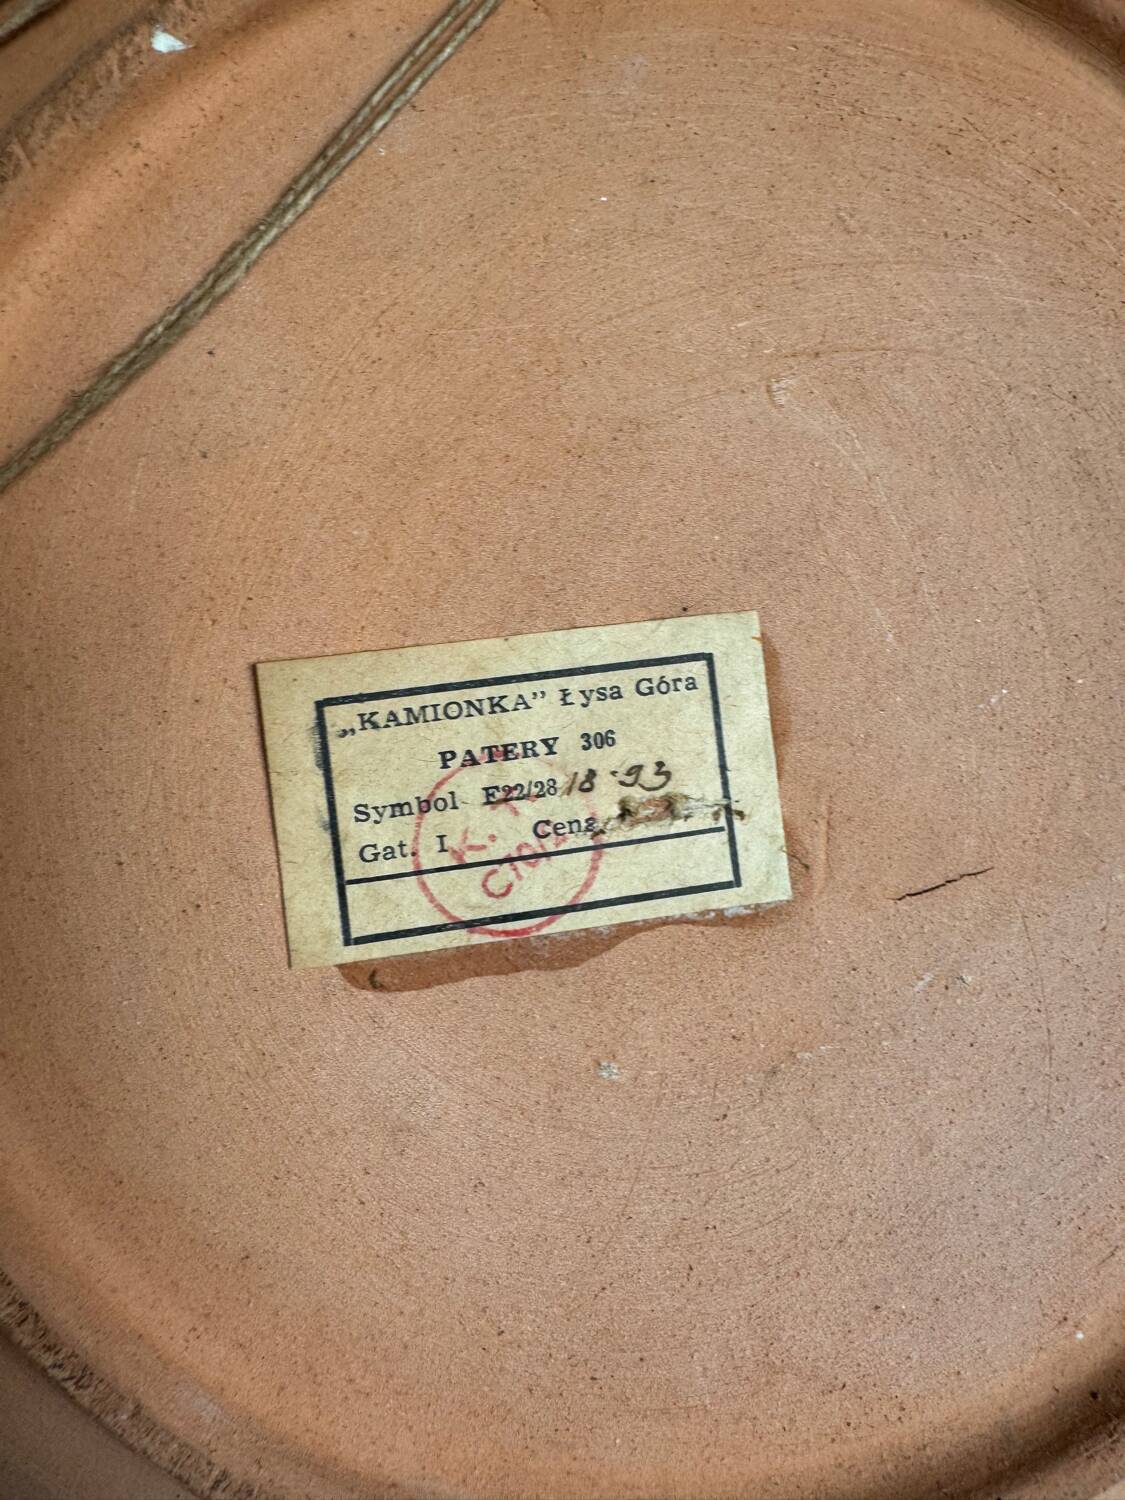 „KAMIONKA” Łysa Góra
PATERY 306
Symbol F22/28 18-93
Gat. I Cena
K.